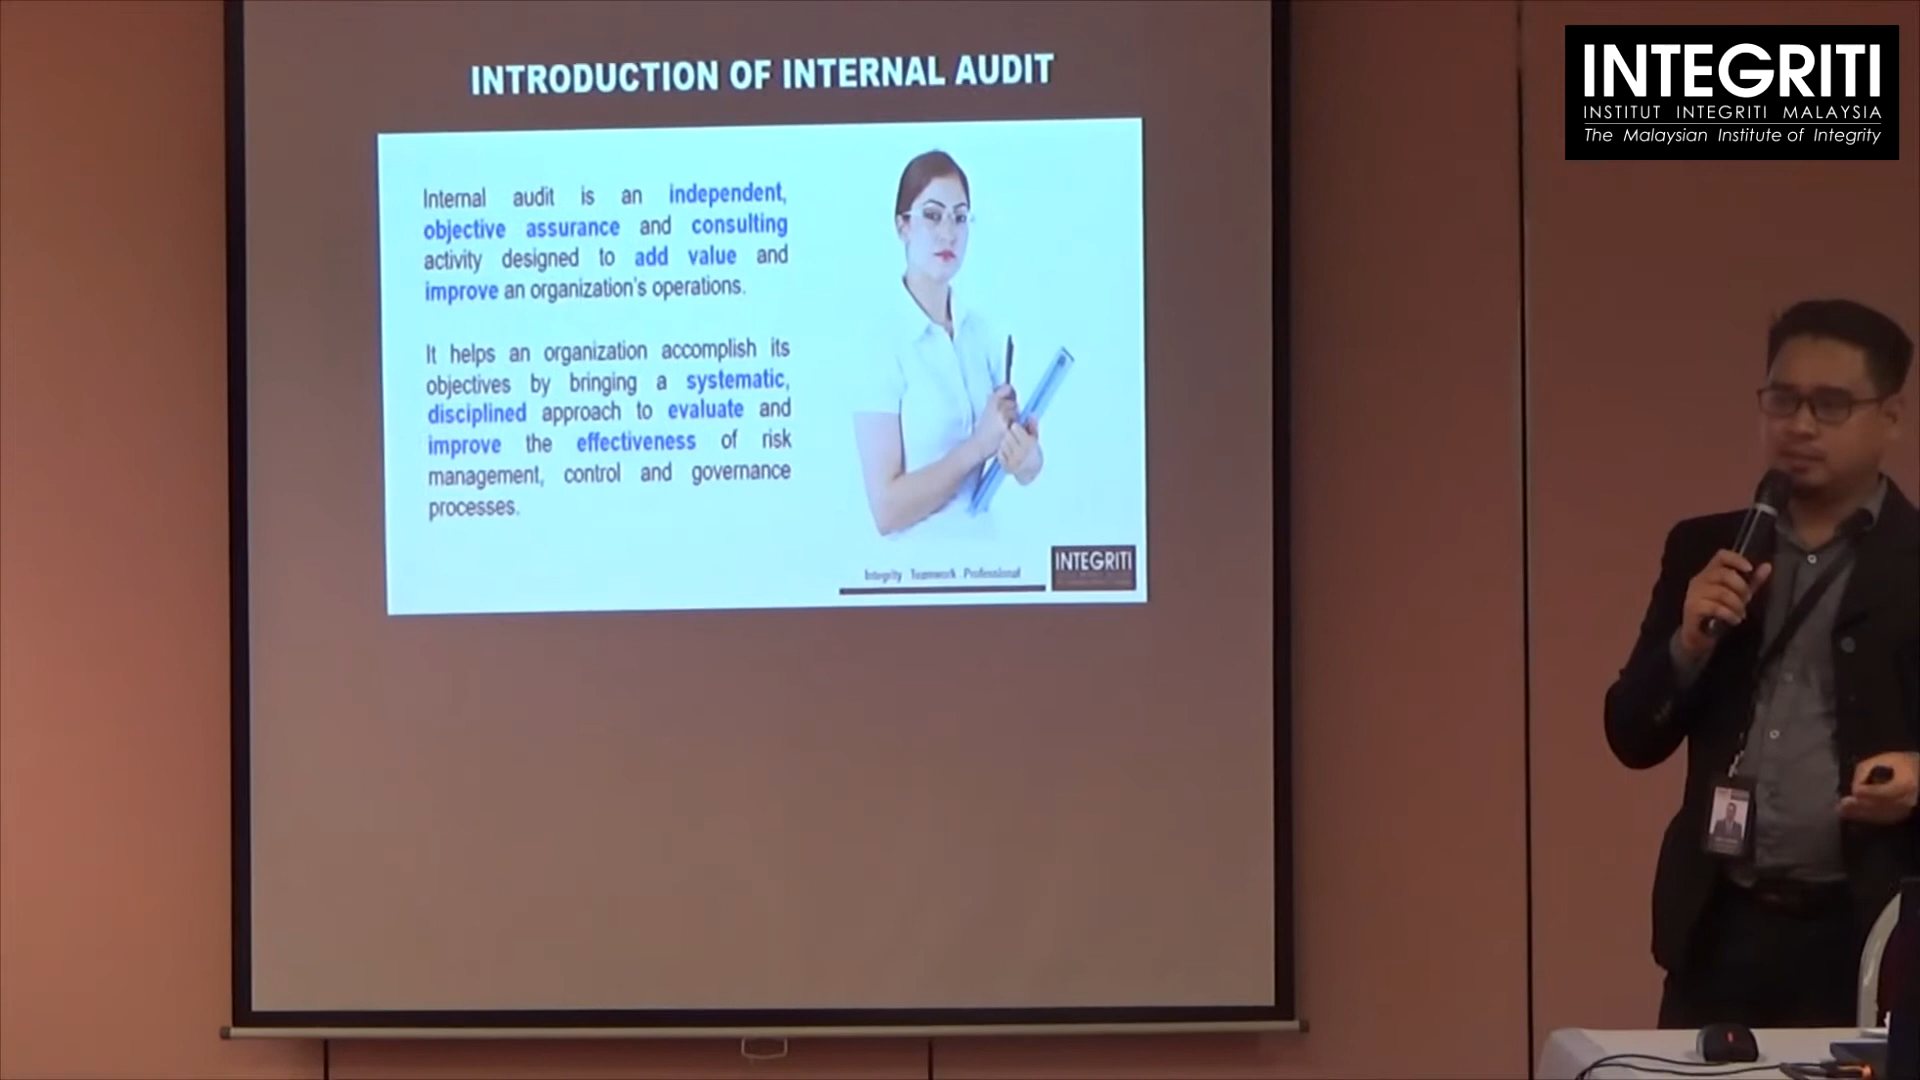 INTRODUCTION OF INTERNAL AUDIT
Internal audit is an independent,
objective assurance and consulting
activity designed to add value and
improve an organization's operations.
It helps an organization accomplish its
objectives by bringing a systematic,
disciplined approach to evaluate and
improve the effectiveness of risk
management, control and governance
processes.
Integrity Teamwork Professional
INTEGRITI
INTEGRITI
INSTITUT INTEGRITI MALAYSIA
The Malaysian Institute of Integrity